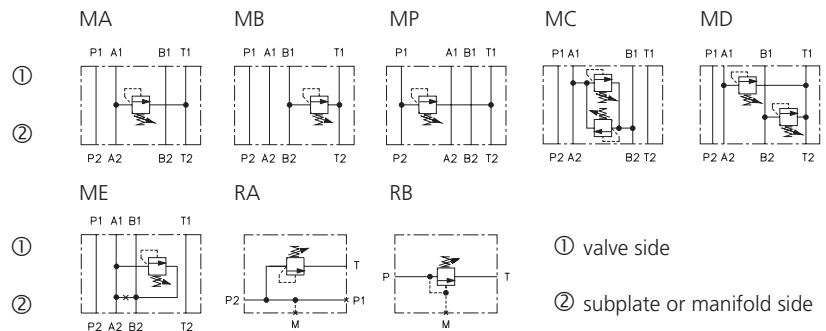 MA MB MP MC MD
P1 A1 B1 T1 P1 A1 B1 T1 P1 A1 B1 T1 P1 A1 B1 T1 P1 A1 B1 T1
①
②
P2 A2 B2 T2 P2 A2 B2 T2 P2 A2 B2 T2 P2 A2 B2 T2 P2 A2 B2 T2
ME RA RB
P1 A1 B1 T1
① valve side
①
T P T
② subplate or manifold side
②
P2 P1
M M
P2 A2 B2 T2